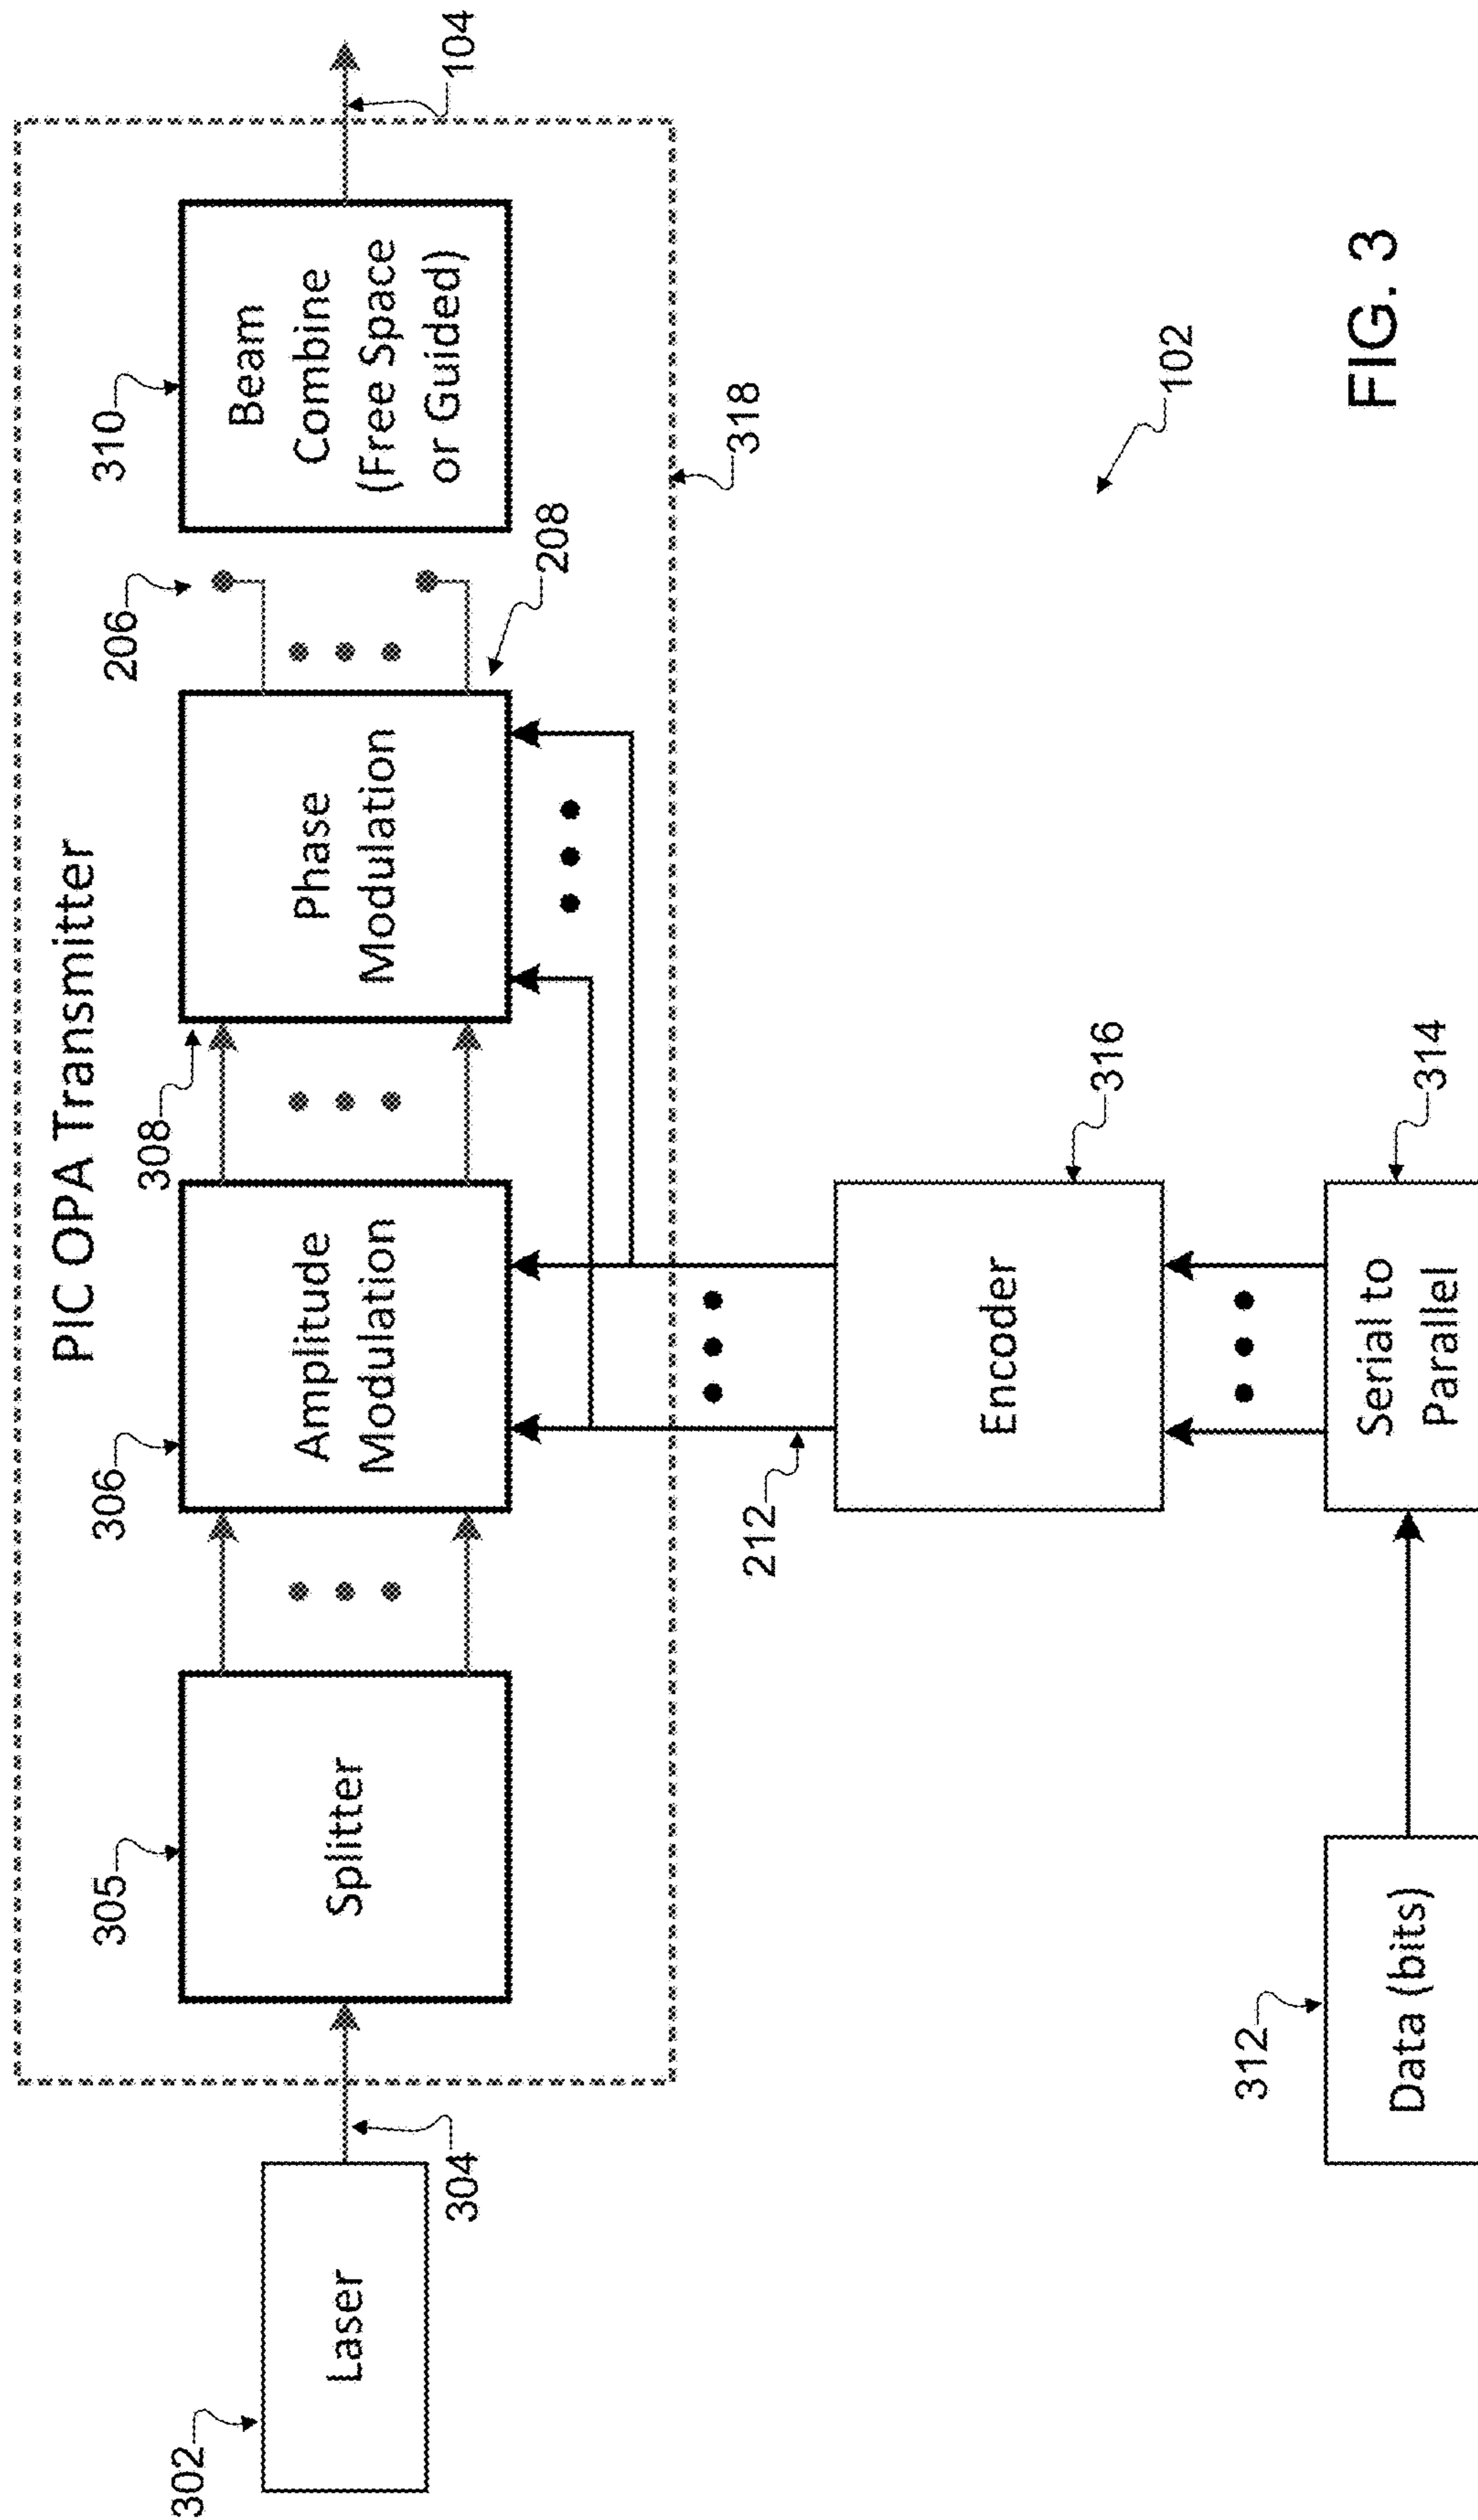 PIC OPA Transmitter
302
Laser
304
305
Splitter
306
Amplitude
Modulation
308
Phase
Modulation
206
208
310
Beam
Combine
(Free Space
or Guided)
104
318
212
Encoder
316
312
Data (bits)
Serial to
Parallel
314
102
FIG. 3